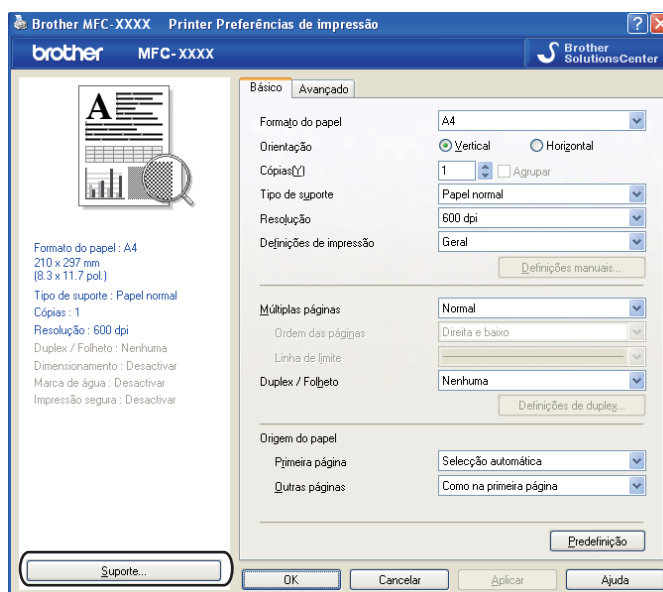 Brother MFC-XXXX Printer Preferências de impressão
brother MFC-XXXX
Brother
SolutionsCenter
A
Formato do papel : A4
210 x 297 mm
(8.3 x 11.7 pol.)
Tipo de suporte : Papel normal
Cópias : 1
Resolução : 600 dpi
Duplex / Folheto : Nenhuma
Dimensionamento : Desactivar
Marca de água : Desactivar
Impressão segura : Desactivar
Suporte...
Básico Avançado
Formato do papel A4
Orientação Vertical Horizontal
Cópias(Y) 1 Agrupar
Tipo de suporte Papel normal
Resolução 600 dpi
Definições de impressão Geral
Definições manuais...
Múltiplas páginas Normal
Ordem das páginas Direita e baixo
Linha de limite
Duplex / Folheto Nenhuma
Definições de duplex...
Origem do papel
Primeira página Selecção automática
Outras páginas Como na primeira página
Predefinição
OK Cancelar Aplicar Ajuda